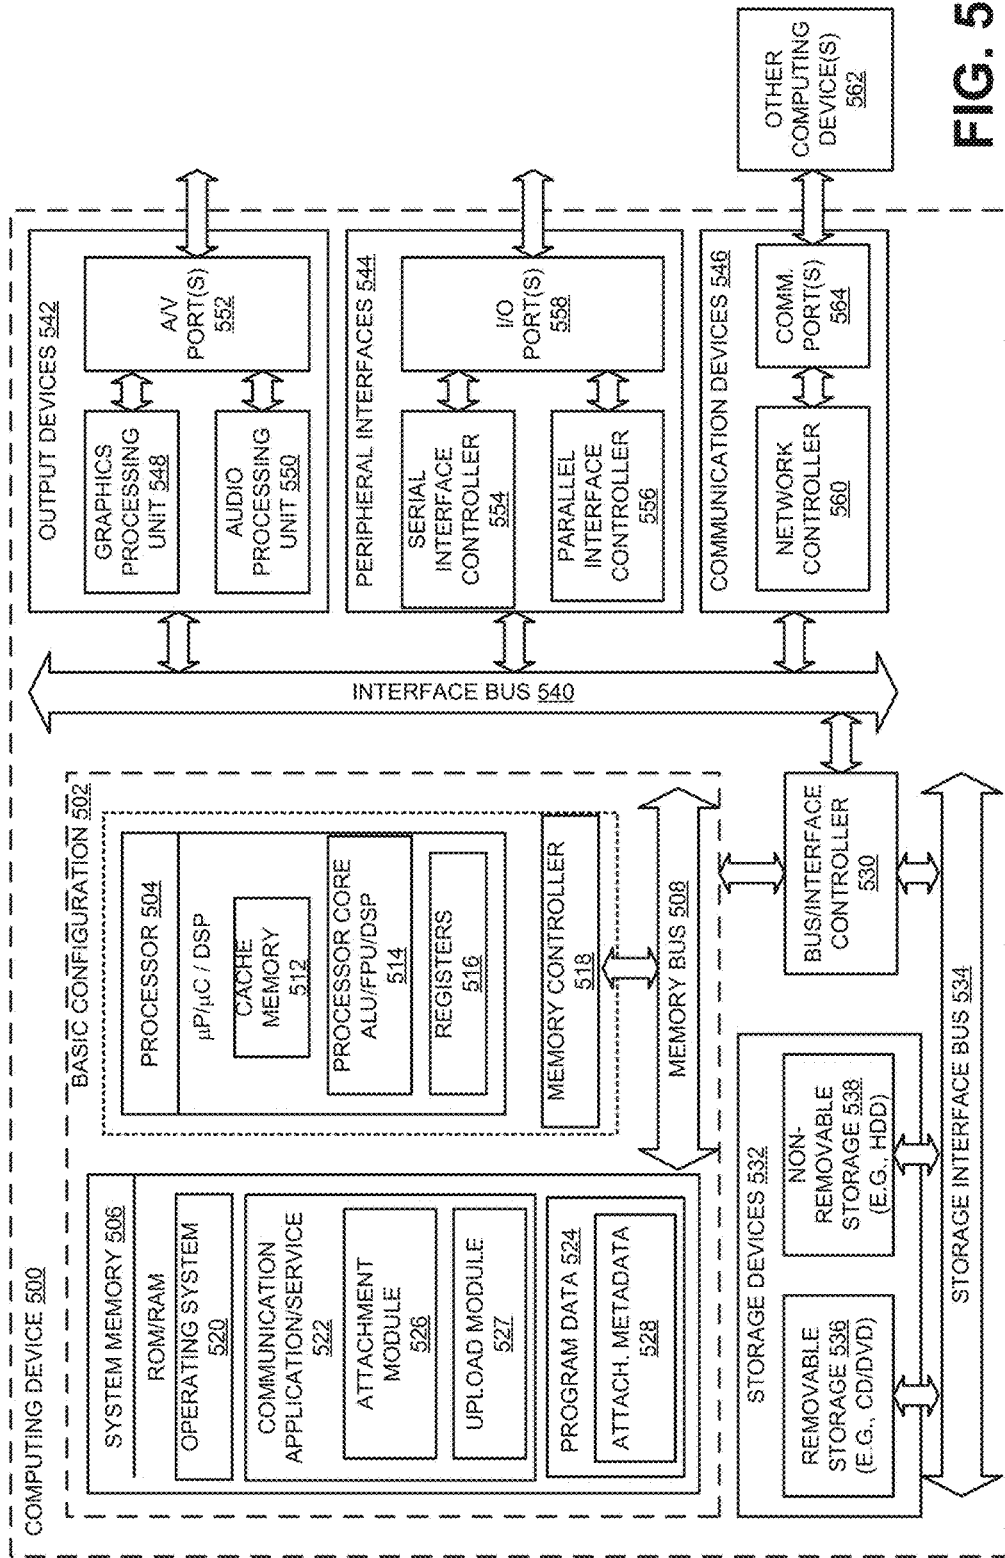 COMPUTING DEVICE 500
BASIC CONFIGURATION 502
SYSTEM MEMORY 506
ROM/RAM
OPERATING SYSTEM
520
COMMUNICATION
APPLICATION/SERVICE
522
ATTACHMENT
MODULE
526
UPLOAD MODULE
527
PROGRAM DATA 524
ATTACH. METADATA
528
PROCESSOR 504
µP/µC / DSP
CACHE
MEMORY
512
PROCESSOR CORE
ALU/FPU/DSP
514
REGISTERS
516
MEMORY CONTROLLER
518
MEMORY BUS 508
STORAGE DEVICES 532
REMOVABLE
STORAGE 536
(E.G., CD/DVD)
NON-
REMOVABLE
STORAGE 538
(E.G., HDD)
BUS/INTERFACE
CONTROLLER
530
STORAGE INTERFACE BUS 534
INTERFACE BUS 540
OUTPUT DEVICES 542
GRAPHICS
PROCESSING
UNIT 548
AUDIO
PROCESSING
UNIT 550
A/V
PORT(S)
552
PERIPHERAL INTERFACES 544
SERIAL
INTERFACE
CONTROLLER
554
PARALLEL
INTERFACE
CONTROLLER
556
I/O
PORT(S)
558
COMMUNICATION DEVICES 546
NETWORK
CONTROLLER
560
COMM.
PORT(S)
564
OTHER
COMPUTING
DEVICE(S)
562
FIG. 5